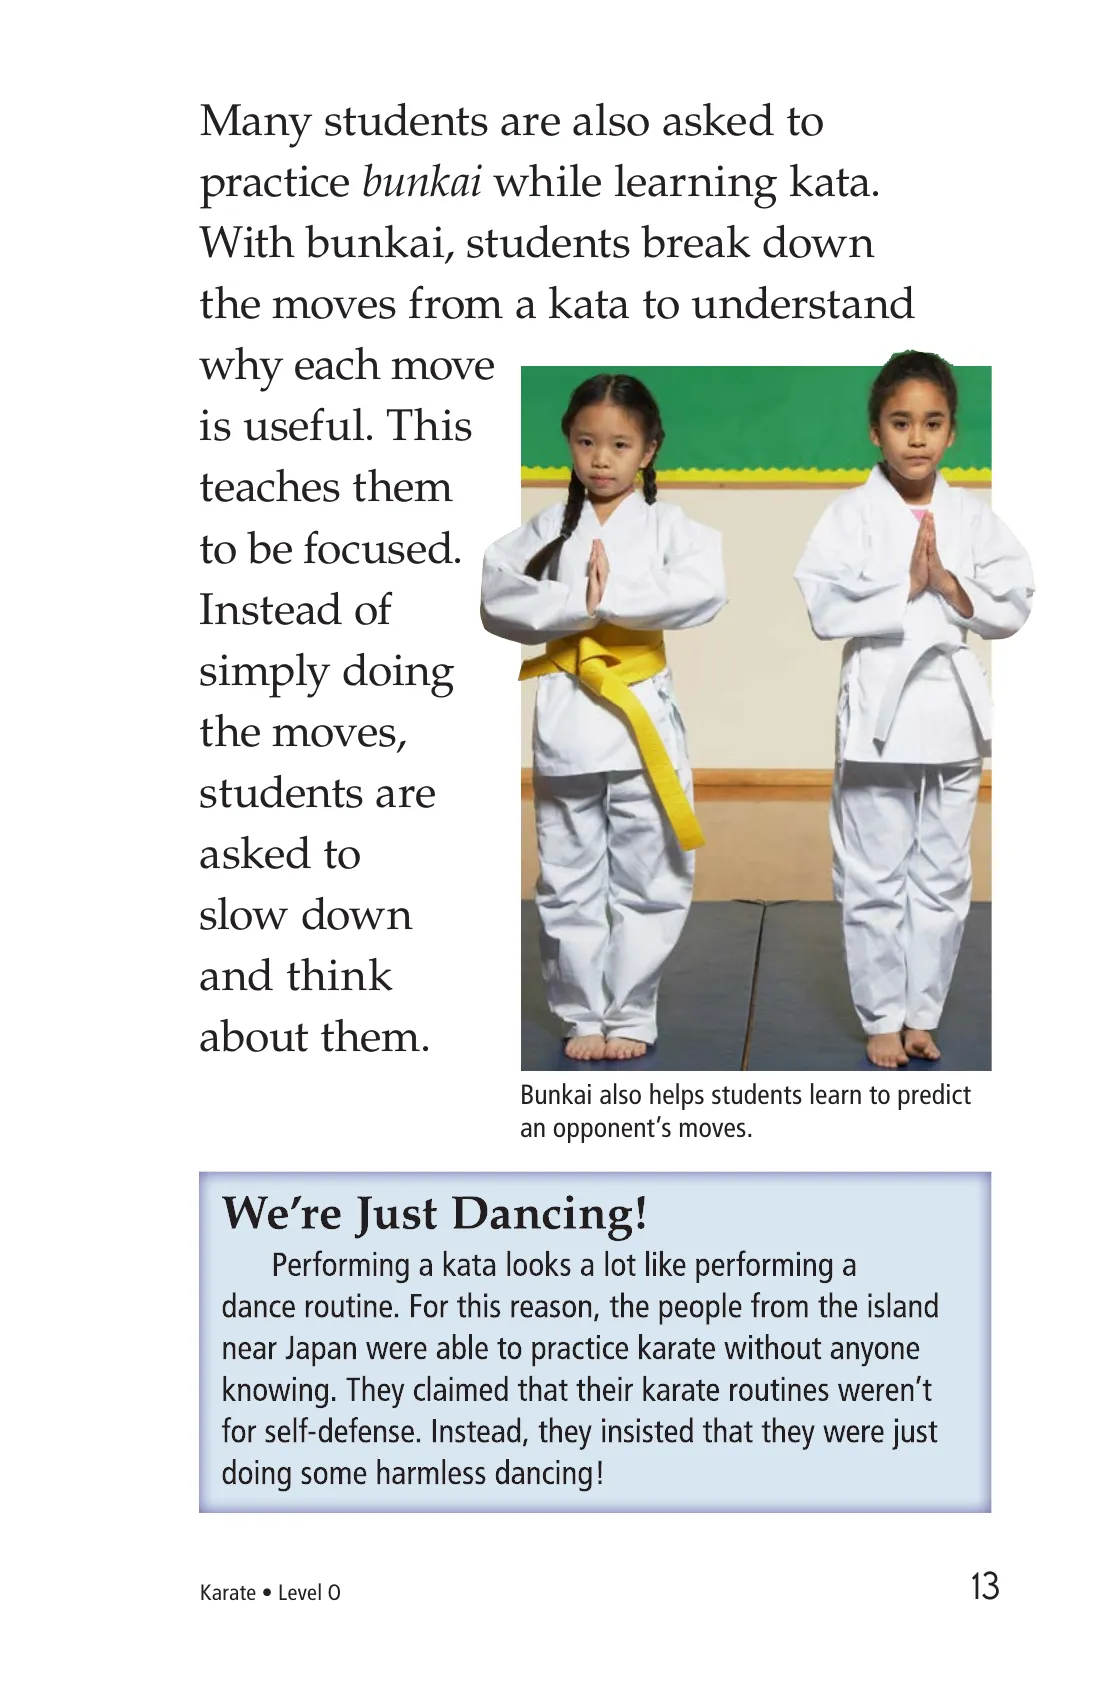 Many students are also asked to
practice bunkai while learning kata.
With bunkai, students break down
the moves from a kata to understand
why each move
is useful. This
teaches them
to be focused.
Instead of
simply doing
the moves,
students are
asked to
slow down
and think
about them.
Bunkai also helps students learn to predict
an opponent’s moves.
We’re Just Dancing!
Performing a kata looks a lot like performing a
dance routine. For this reason, the people from the island
near Japan were able to practice karate without anyone
knowing. They claimed that their karate routines weren’t
for self-defense. Instead, they insisted that they were just
doing some harmless dancing!
Karate • Level O
13